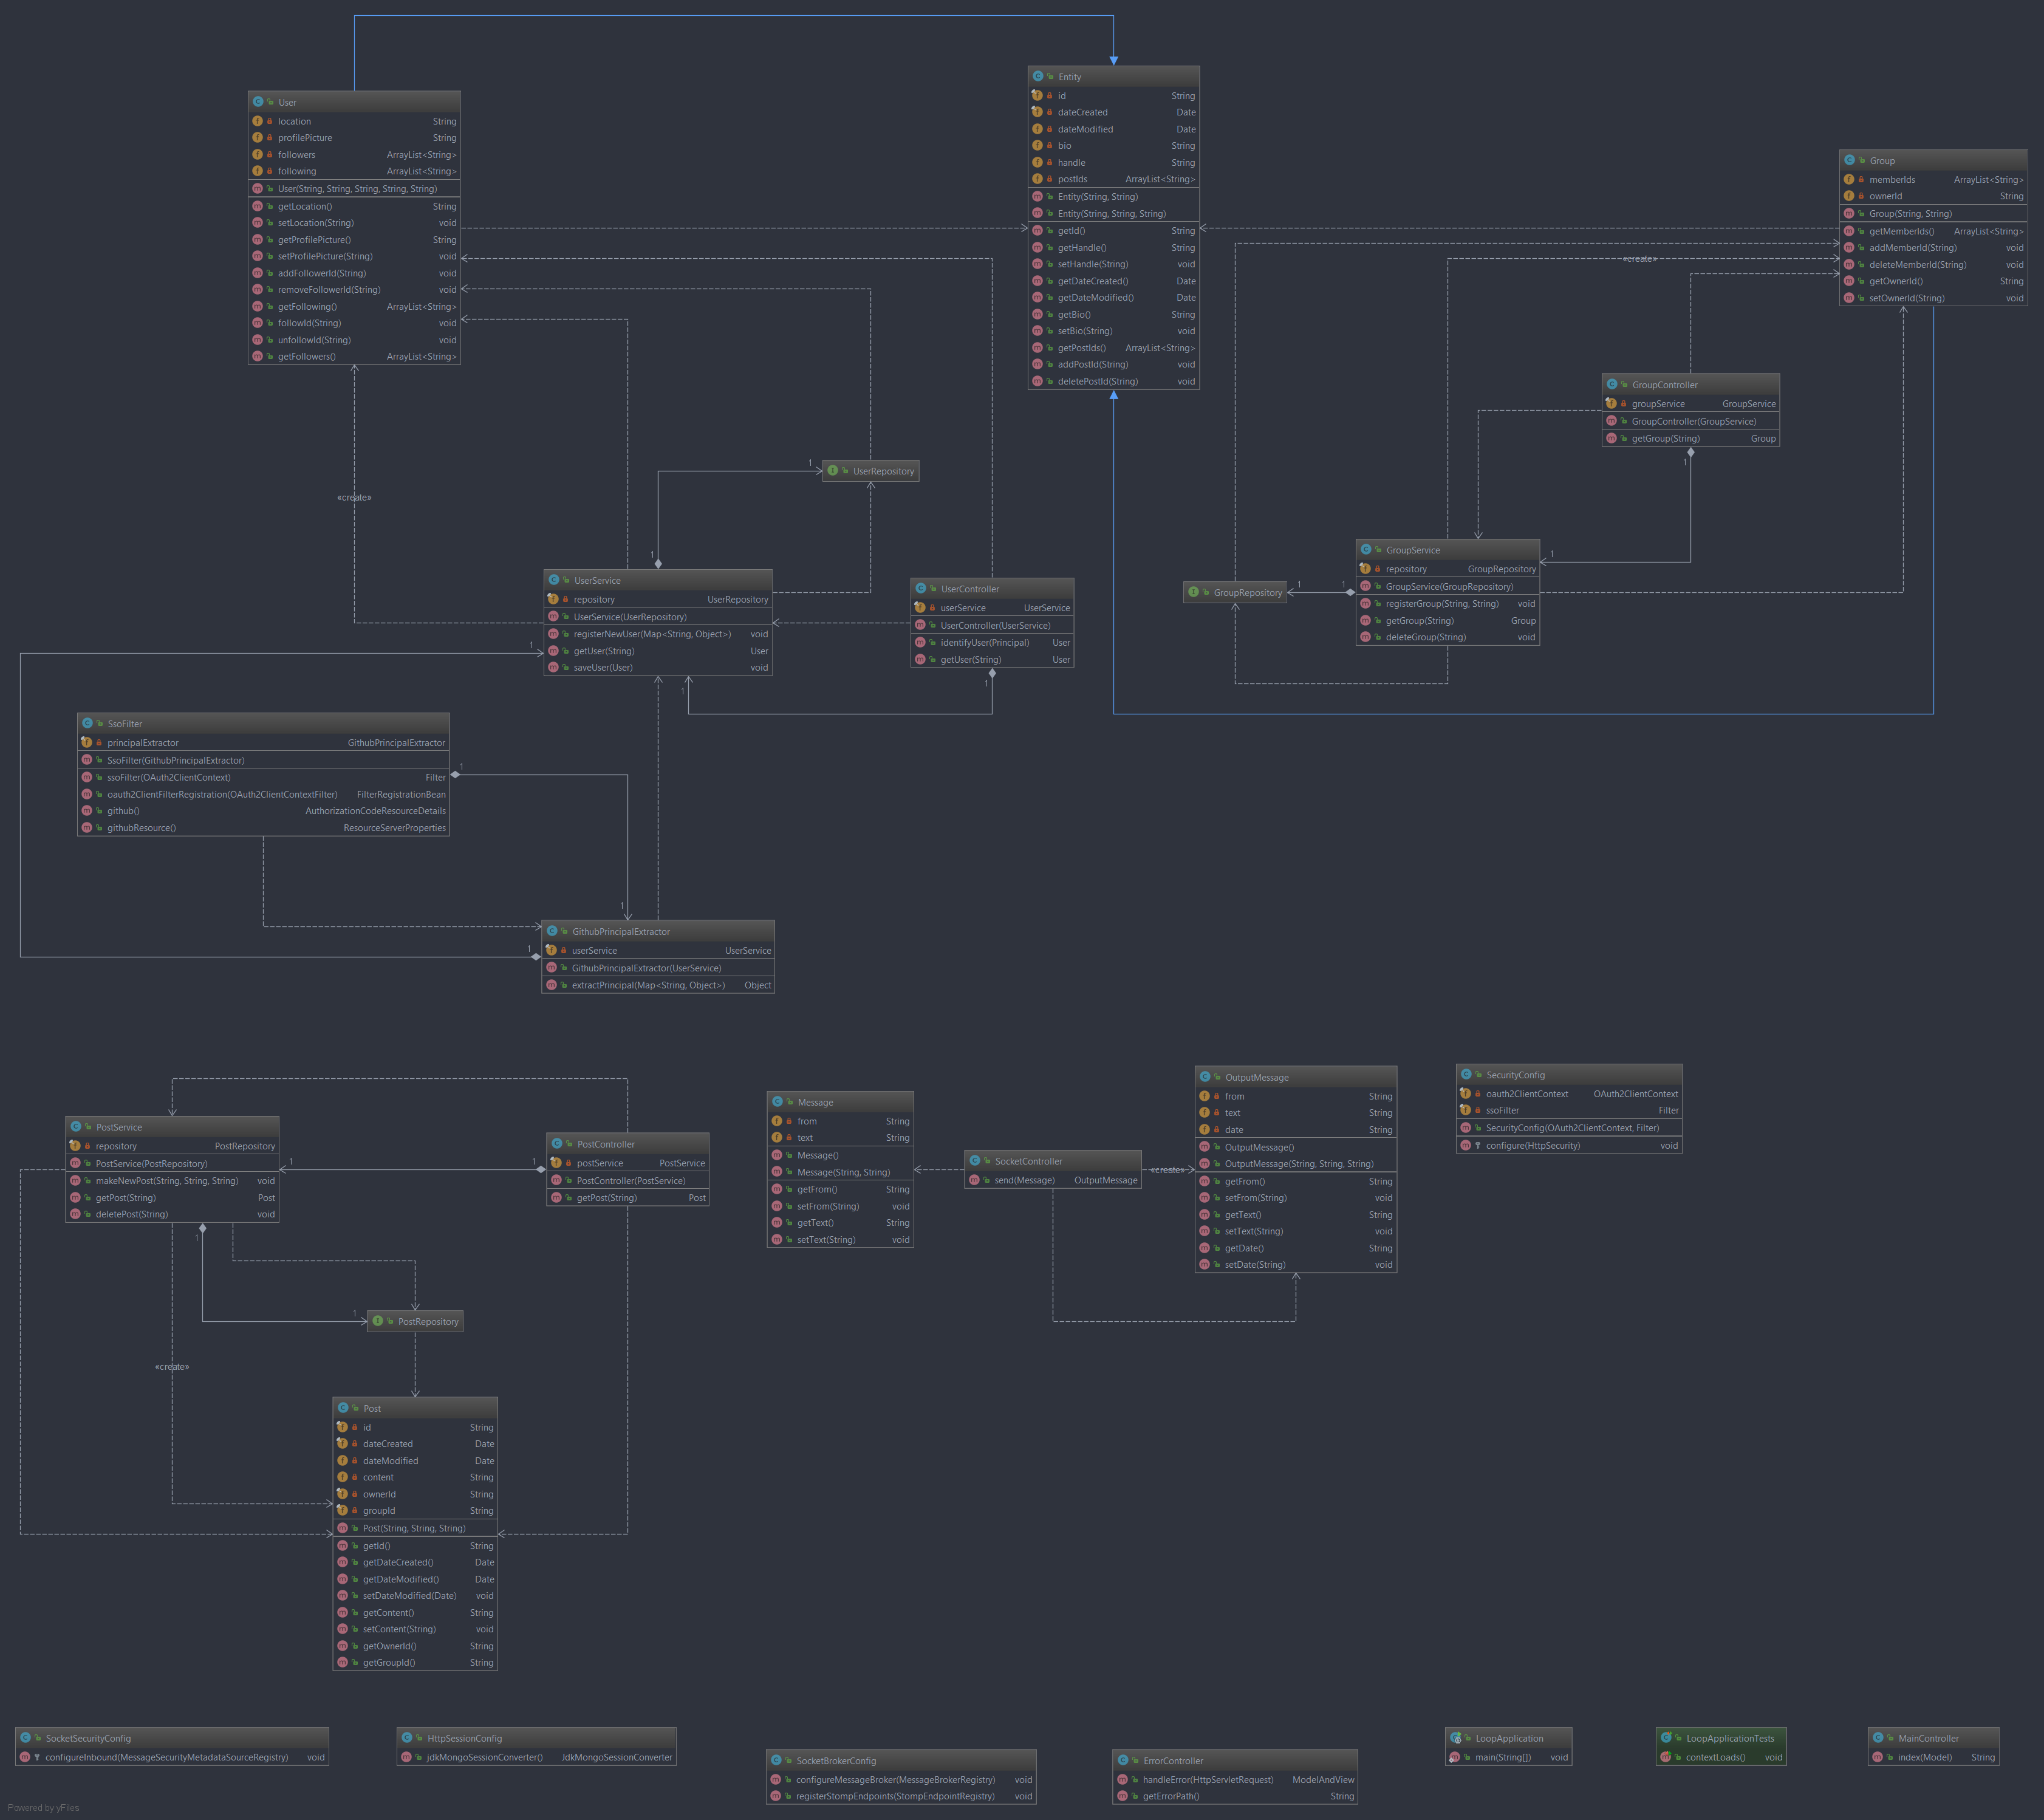 User
location String
profilePicture String
followers ArrayList<String>
following ArrayList<String>
User(String, String, String, String, String)
getLocation() String
setLocation(String) void
getProfilePicture() String
setProfilePicture(String) void
addFollowerId(String) void
removeFollowerId(String) void
getFollowing() ArrayList<String>
followId(String) void
unfollowId(String) void
getFollowers() ArrayList<String>
Entity
id String
dateCreated Date
dateModified Date
bio String
handle String
postIds ArrayList<String>
Entity(String, String)
Entity(String, String, String)
getId() String
getHandle() String
setHandle(String) void
getDateCreated() Date
getDateModified() Date
getBio() String
setBio(String) void
getPostIds() ArrayList<String>
addPostId(String) void
deletePostId(String) void
Group
memberIds ArrayList<String>
ownerId String
Group(String, String)
getMemberIds() ArrayList<String>
addMemberId(String) void
deleteMemberId(String) void
getOwnerId() String
setOwnerId(String) void
«create»
GroupController
groupService GroupService
GroupController(GroupService)
getGroup(String) Group
1
1
UserRepository
«create»
1
1
UserService
repository UserRepository
UserService(UserRepository)
registerNewUser(Map<String, Object>) void
getUser(String) User
saveUser(User) void
1
1
UserController
userService UserService
UserController(UserService)
identifyUser(Principal) User
getUser(String) User
1
GroupRepository
1
1
GroupService
repository GroupRepository
GroupService(GroupRepository)
registerGroup(String, String) void
getGroup(String) Group
deleteGroup(String) void
SsoFilter
principalExtractor GithubPrincipalExtractor
SsoFilter(GithubPrincipalExtractor)
ssoFilter(OAuth2ClientContext) Filter
oauth2ClientFilterRegistration(OAuth2ClientContextFilter) FilterRegistrationBean
github() AuthorizationCodeResourceDetails
githubResource() ResourceServerProperties
1
1
1
GithubPrincipalExtractor
userService UserService
GithubPrincipalExtractor(UserService)
extractPrincipal(Map<String, Object>) Object
PostService
repository PostRepository
PostService(PostRepository)
makeNewPost(String, String, String) void
getPost(String) Post
deletePost(String) void
1
1
1
PostController
postService PostService
PostController(PostService)
getPost(String) Post
Message
from String
text String
Message()
Message(String, String)
getFrom() String
setFrom(String) void
getText() String
setText(String) void
SocketController
send(Message) OutputMessage
«create»
OutputMessage
from String
text String
date String
OutputMessage()
OutputMessage(String, String, String)
getFrom() String
setFrom(String) void
getText() String
setText(String) void
getDate() String
setDate(String) void
SecurityConfig
oauth2ClientContext OAuth2ClientContext
ssoFilter Filter
SecurityConfig(OAuth2ClientContext, Filter)
configure(HttpSecurity) void
1
PostRepository
«create»
Post
id String
dateCreated Date
dateModified Date
content String
ownerId String
groupId String
Post(String, String, String)
getId() String
getDateCreated() Date
getDateModified() Date
setDateModified(Date) void
getContent() String
setContent(String) void
getOwnerId() String
getGroupId() String
SocketSecurityConfig
configureInbound(MessageSecurityMetadataSourceRegistry) void
HttpSessionConfig
jdkMongoSessionConverter() JdkMongoSessionConverter
SocketBrokerConfig
configureMessageBroker(MessageBrokerRegistry) void
registerStompEndpoints(StompEndpointRegistry) void
ErrorController
handleError(HttpServletRequest) ModelAndView
getErrorPath() String
LoopApplication
main(String[]) void
LoopApplicationTests
contextLoads() void
MainController
index(Model) String
Powered by yFiles